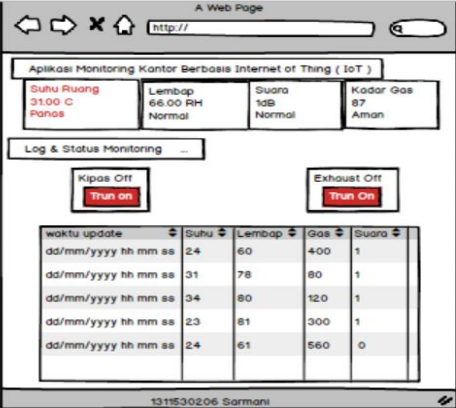 A Web Page
http://
Aplikasi Monitoring Kantor Berbasis Internet of Thing ( IoT )
Suhu Ruang
31.00 C
Panas
Lembap
66.00 RH
Normal
Suara
1dB
Normal
Kadar Gas
87
Aman
Log & Status Monitoring ...
Kipas Off
Trun on
Exhaust Off
Trun On
waktu update Suhu Lembap Gas Suara
dd/mm/yyyy hh mm ss 24 60 400 1
dd/mm/yyyy hh mm ss 31 78 80 1
dd/mm/yyyy hh mm ss 34 80 120 1
dd/mm/yyyy hh mm ss 23 81 300 1
dd/mm/yyyy hh mm ss 24 61 560 0
1311530206 Sarmani